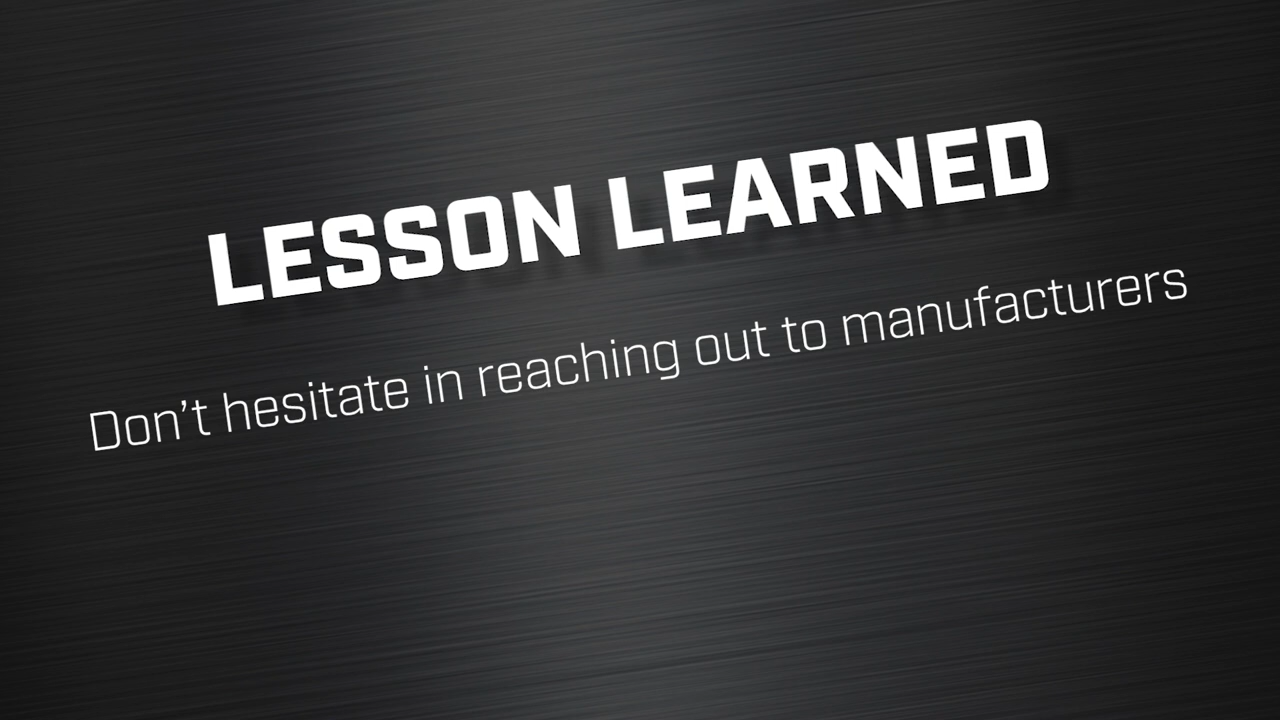 LESSON LEARNED
Don’t hesitate in reaching out to manufacturers